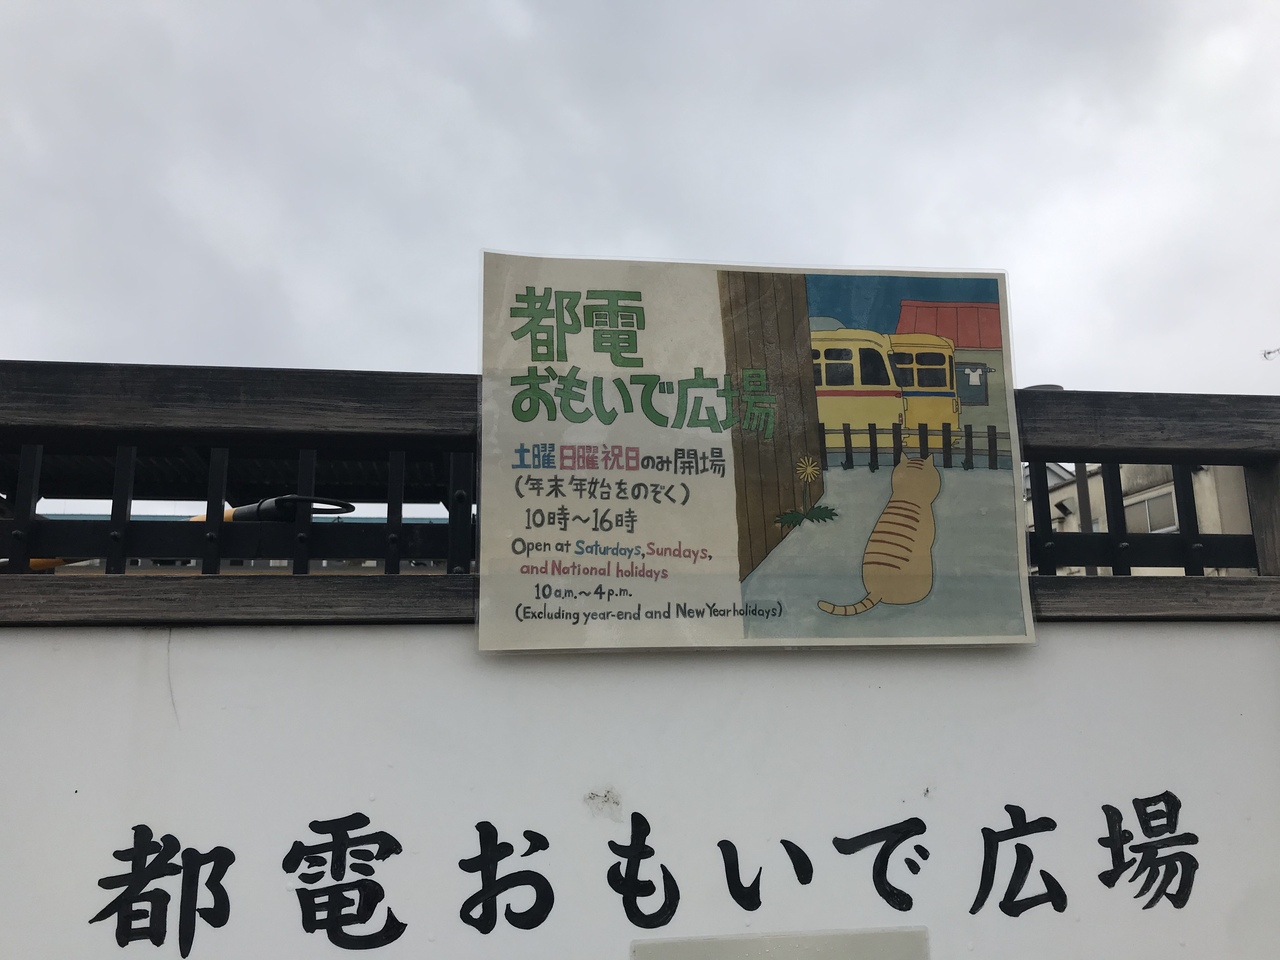 都電
おもいで広場
土曜日曜祝日のみ開場
(年末年始をのぞく)
10時〜16時
Open at Saturdays, Sundays,
and National holidays
10a.m.〜4p.m.
(Excluding year-end and New Year holidays)
都電おもいで広場